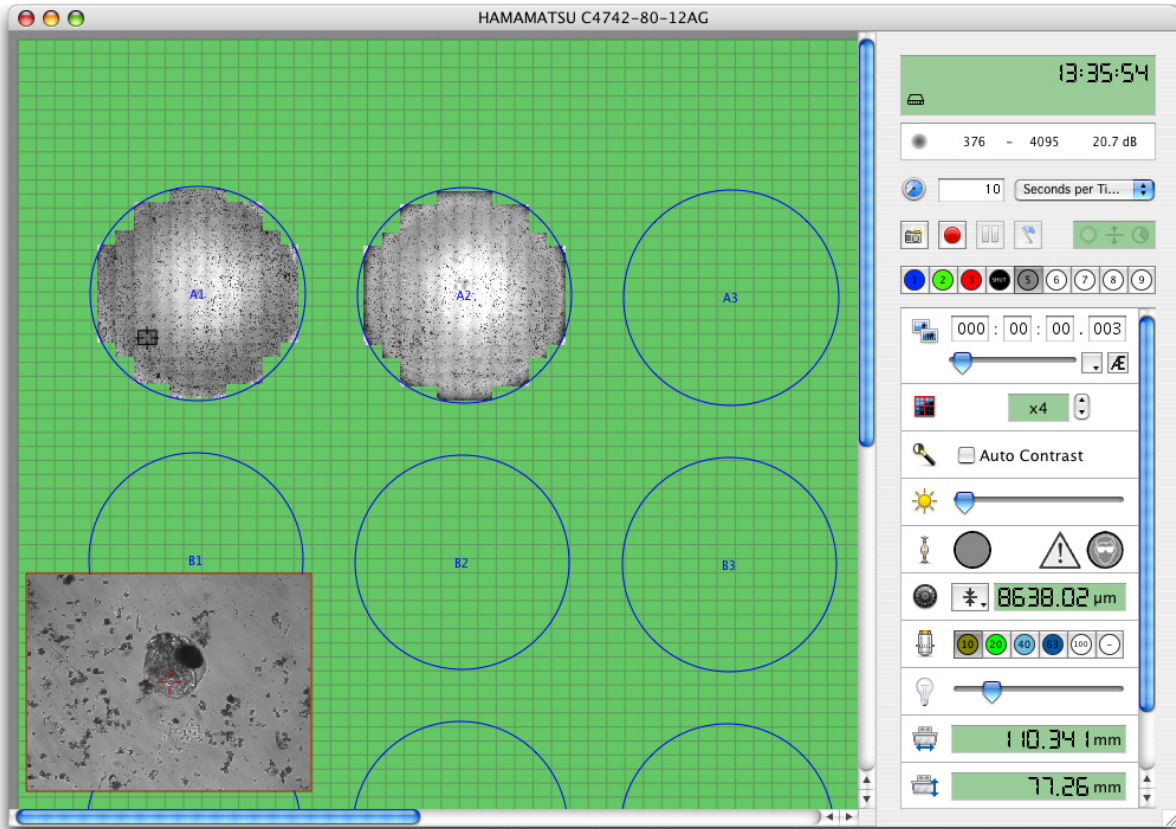 HAMAMATSU C4742-80-12AG
13:35:54
376 - 4095 20.7 dB
10 Seconds per Ti...
1 2 3 SHUT 5 6 7 8 9
000 : 00 : 00 . 003
Æ
x4
Auto Contrast
8638.02 µm
10 20 40 63 100 -
110.341 mm
77.26 mm
A1 A2 A3
B1 B2 B3